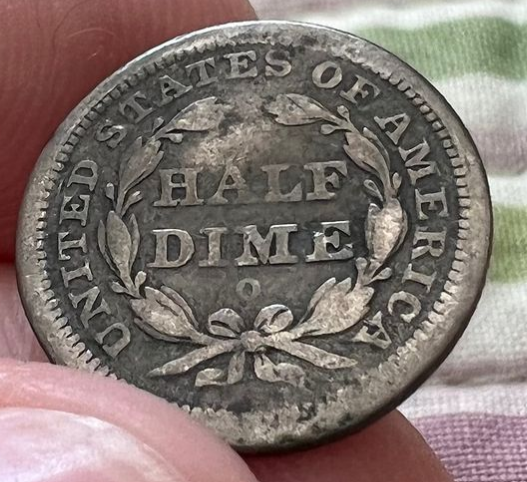 UNITED STATES OF AMERICA
HALF
DIME
O